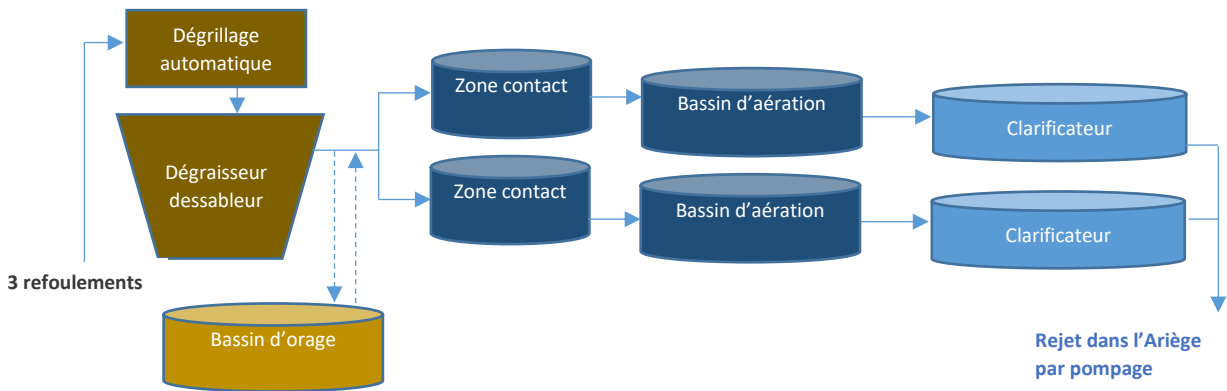 Dégrillage
automatique
Zone contact
Bassin d'aération
Clarificateur
Dégraisseur
dessableur
Zone contact
Bassin d'aération
Clarificateur
3 refoulements
Bassin d'orage
Rejet dans l'Ariège
par pompage